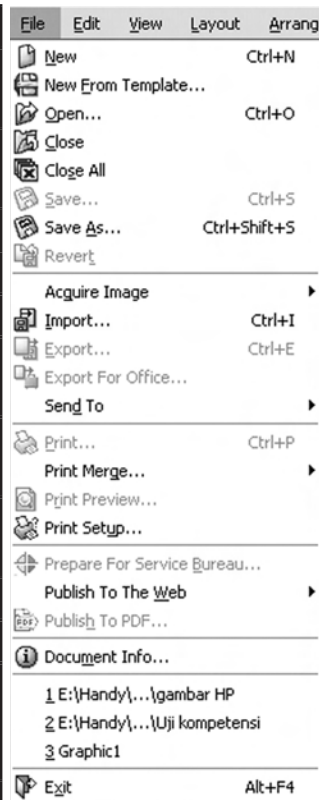 File Edit View Layout Arrang
New Ctrl+N
New From Template...
Open... Ctrl+O
Close
Close All
Save... Ctrl+S
Save As... Ctrl+Shift+S
Revert
Acquire Image
Import... Ctrl+I
Export... Ctrl+E
Export For Office...
Send To
Print... Ctrl+P
Print Merge...
Print Preview...
Print Setup...
Prepare For Service Bureau...
Publish To The Web
Publish To PDF...
Document Info...
1 E:\Handy\...\gambar HP
2 E:\Handy\...\Uji kompetensi
3 Graphic1
Exit Alt+F4